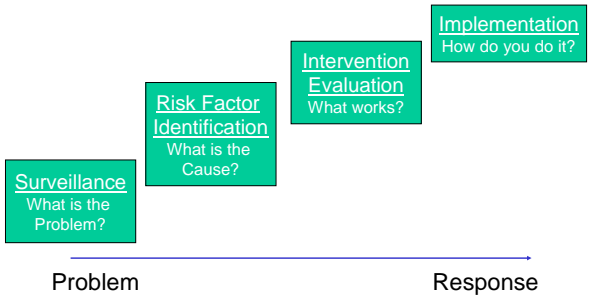 Surveillance
What is the
Problem?
Risk Factor
Identification
What is the
Cause?
Intervention
Evaluation
What works?
Implementation
How do you do it?
Problem
Response